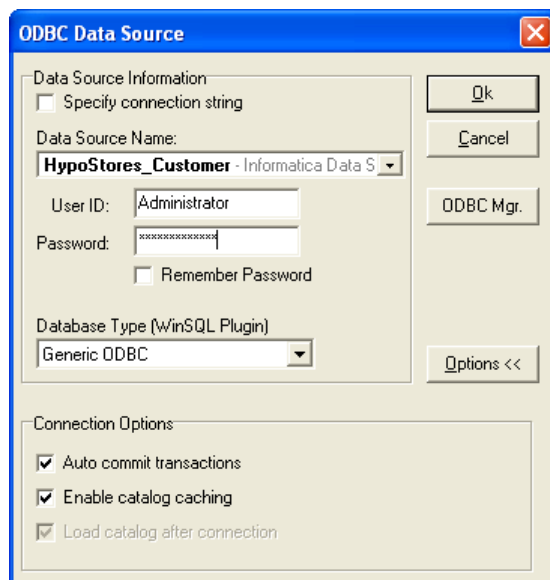 ODBC Data Source
Data Source Information
Specify connection string
Data Source Name:
HypoStores_Customer - Informatica Data S
User ID: Administrator
Password: *************
Remember Password
Database Type (WinSQL Plugin)
Generic ODBC
Ok
Cancel
ODBC Mgr.
Options <<
Connection Options
Auto commit transactions
Enable catalog caching
Load catalog after connection